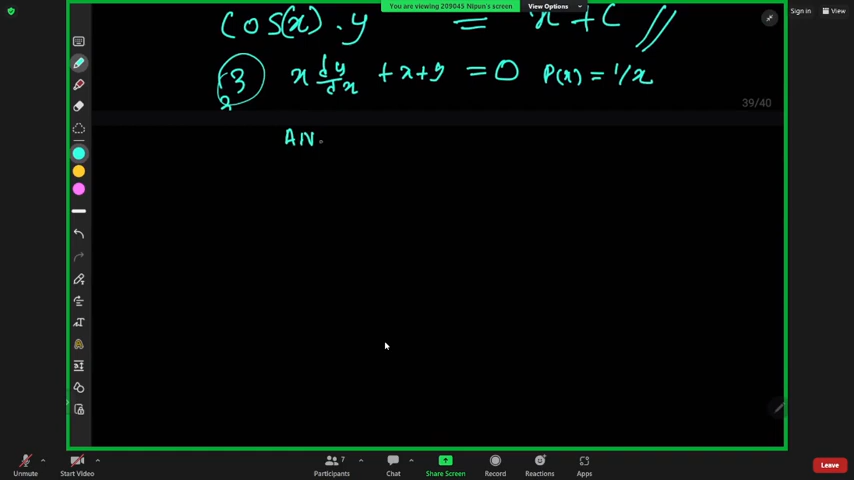 You are viewing 209045 Nipun's screen
View Options
Sign in
View
cos(x) . y = x + C //
3 x dy/dx + x + y = 0 P(x) = 1/x
2
39/40
AN
Unmute
Start Video
7
Participants
Chat
Share Screen
Record
Reactions
Apps
Leave